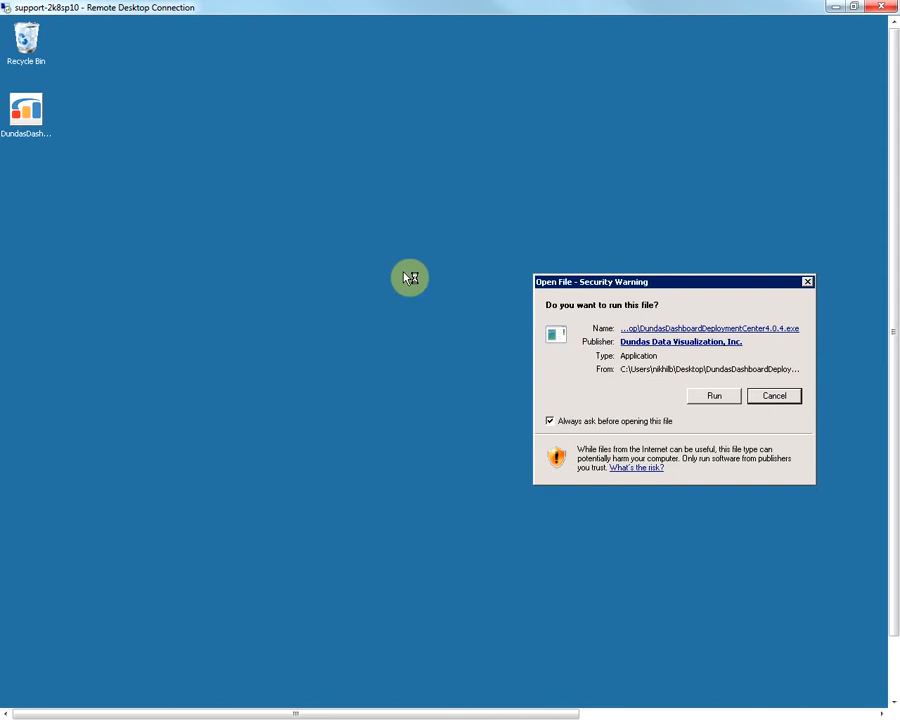 support-2k8sp10 - Remote Desktop Connection
Recycle Bin
DundasDash...
Open File - Security Warning
Do you want to run this file?
Name: ...op\DundasDashboardDeploymentCenter4.0.4.exe
Publisher: Dundas Data Visualization, Inc.
Type: Application
From: C:\Users\nikhilb\Desktop\DundasDashboardDeploy...
Run
Cancel
Always ask before opening this file
While files from the Internet can be useful, this file type can
potentially harm your computer. Only run software from publishers
you trust. What's the risk?